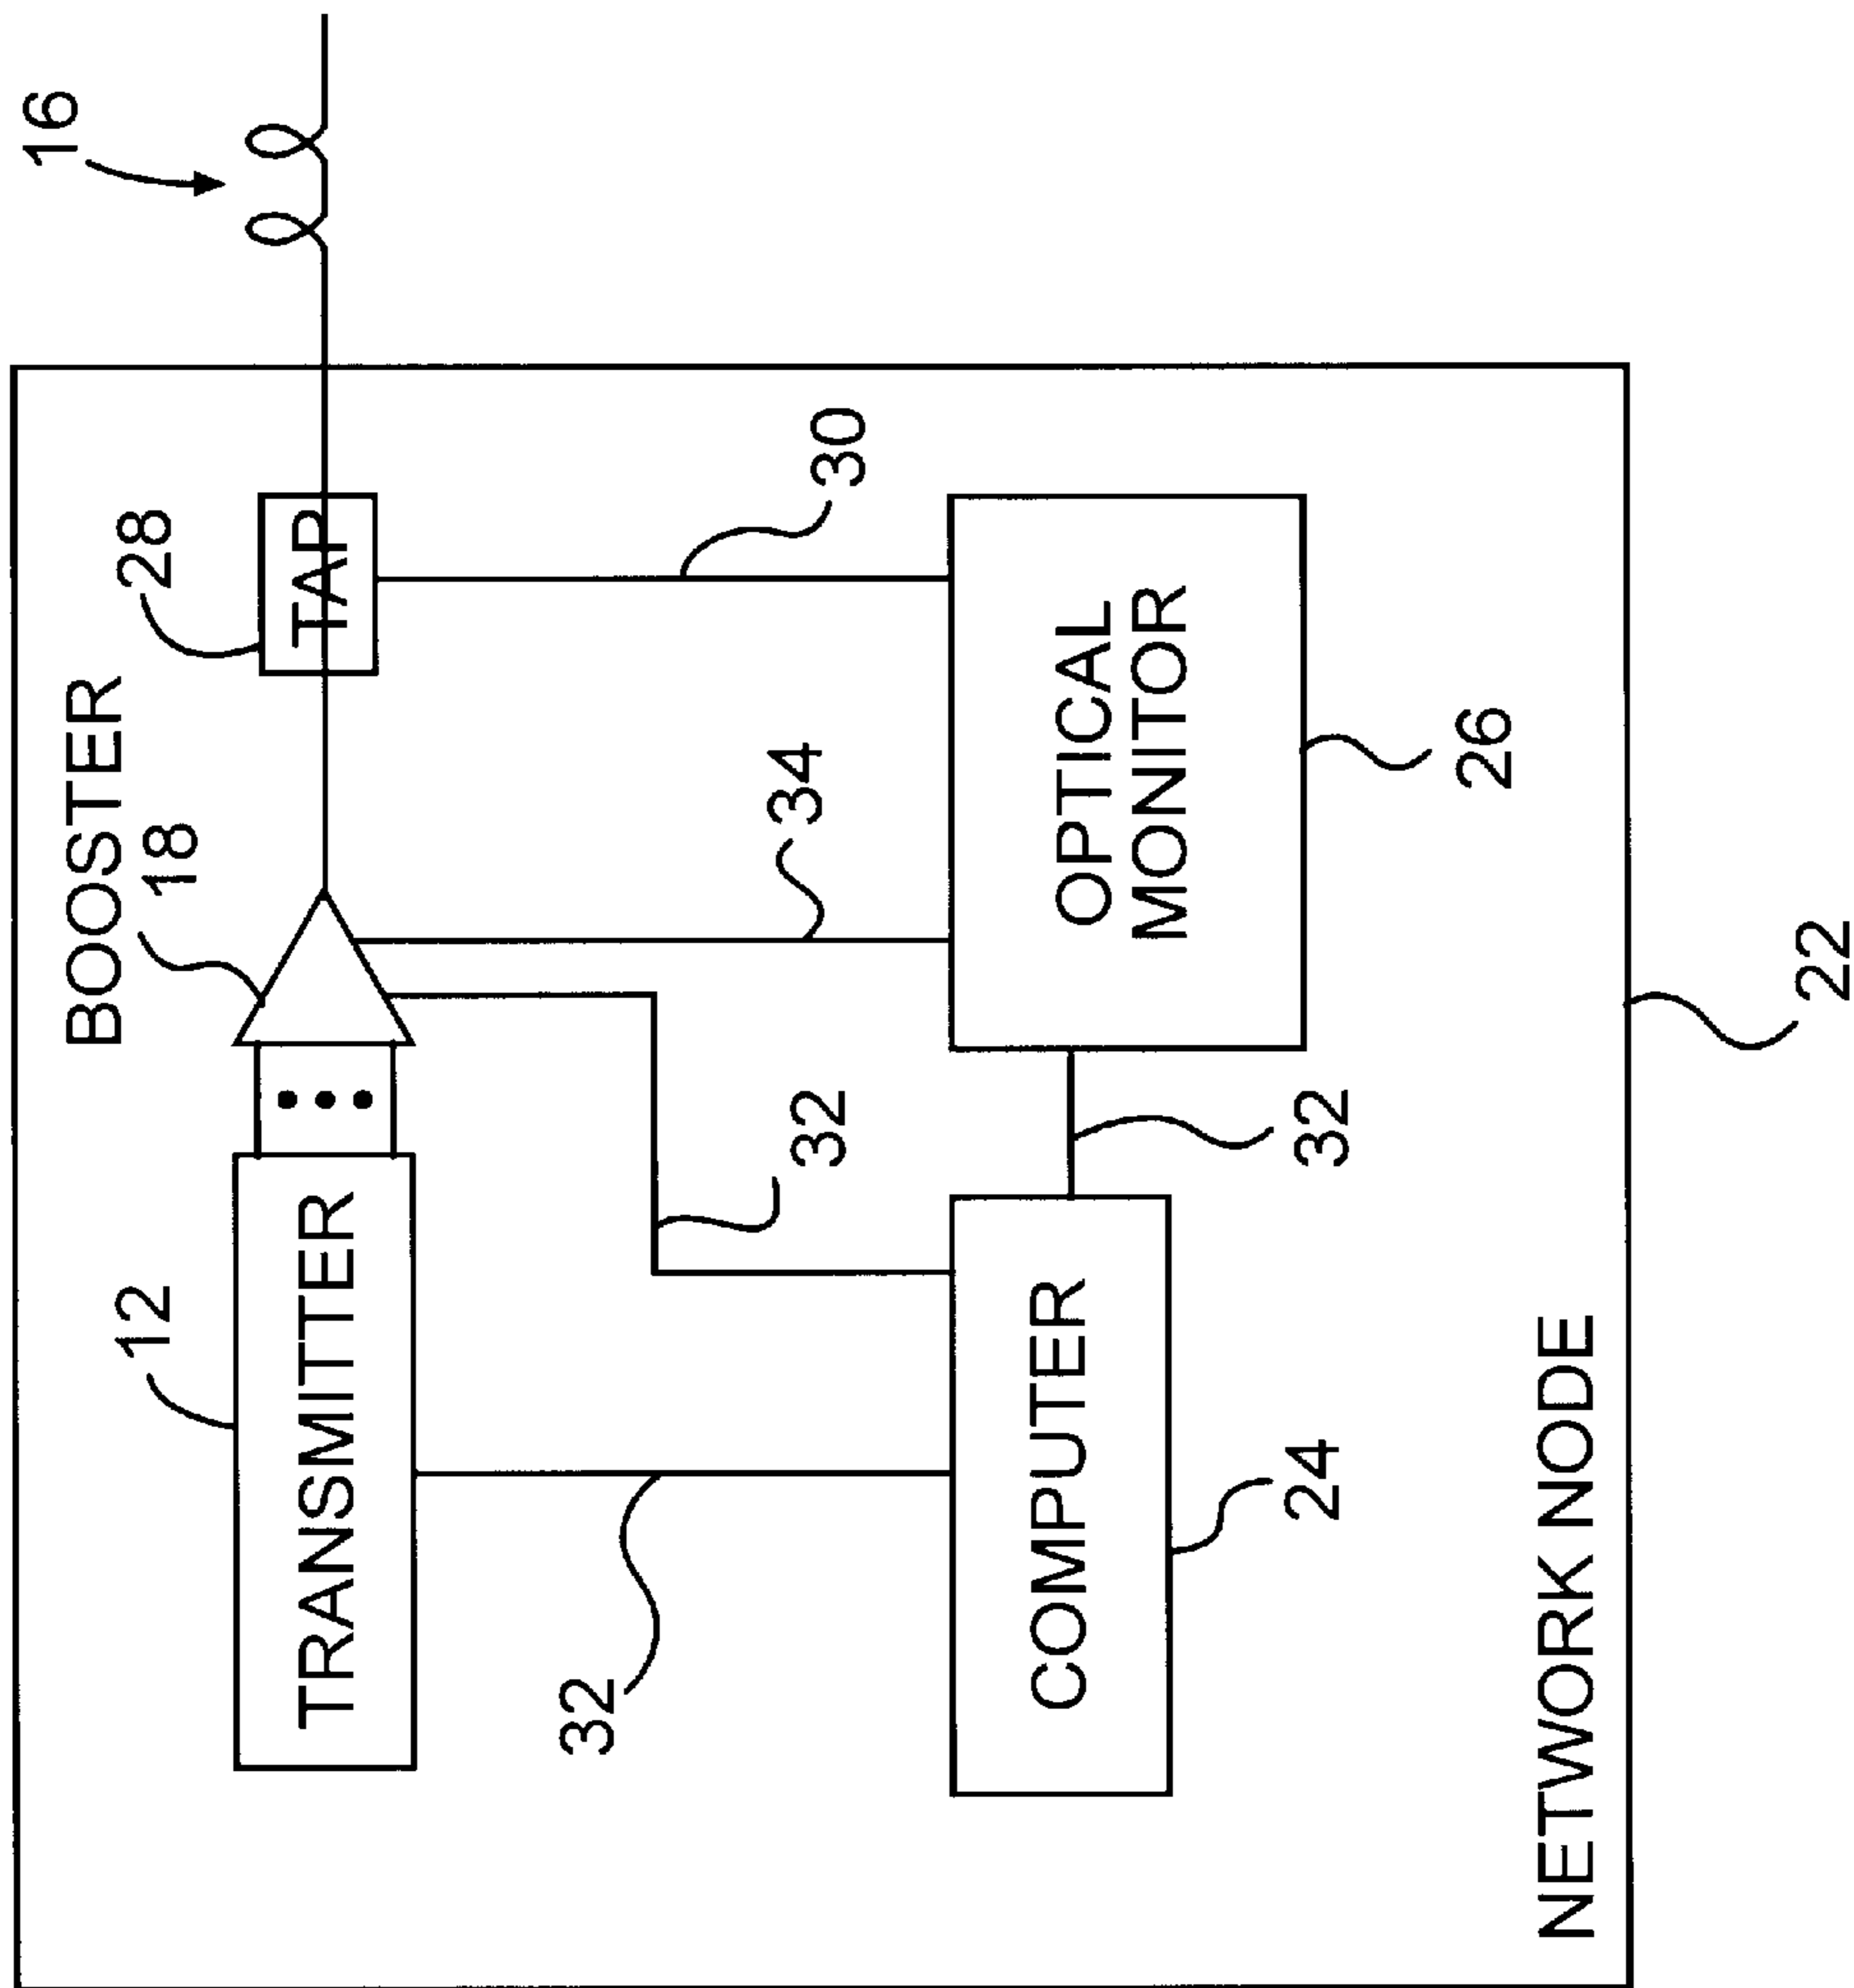 16
BOOSTER
12
28
18
TRANSMITTER
TAP
32
34
32
30
COMPUTER
OPTICAL
MONITOR
24
32
26
NETWORK NODE
22